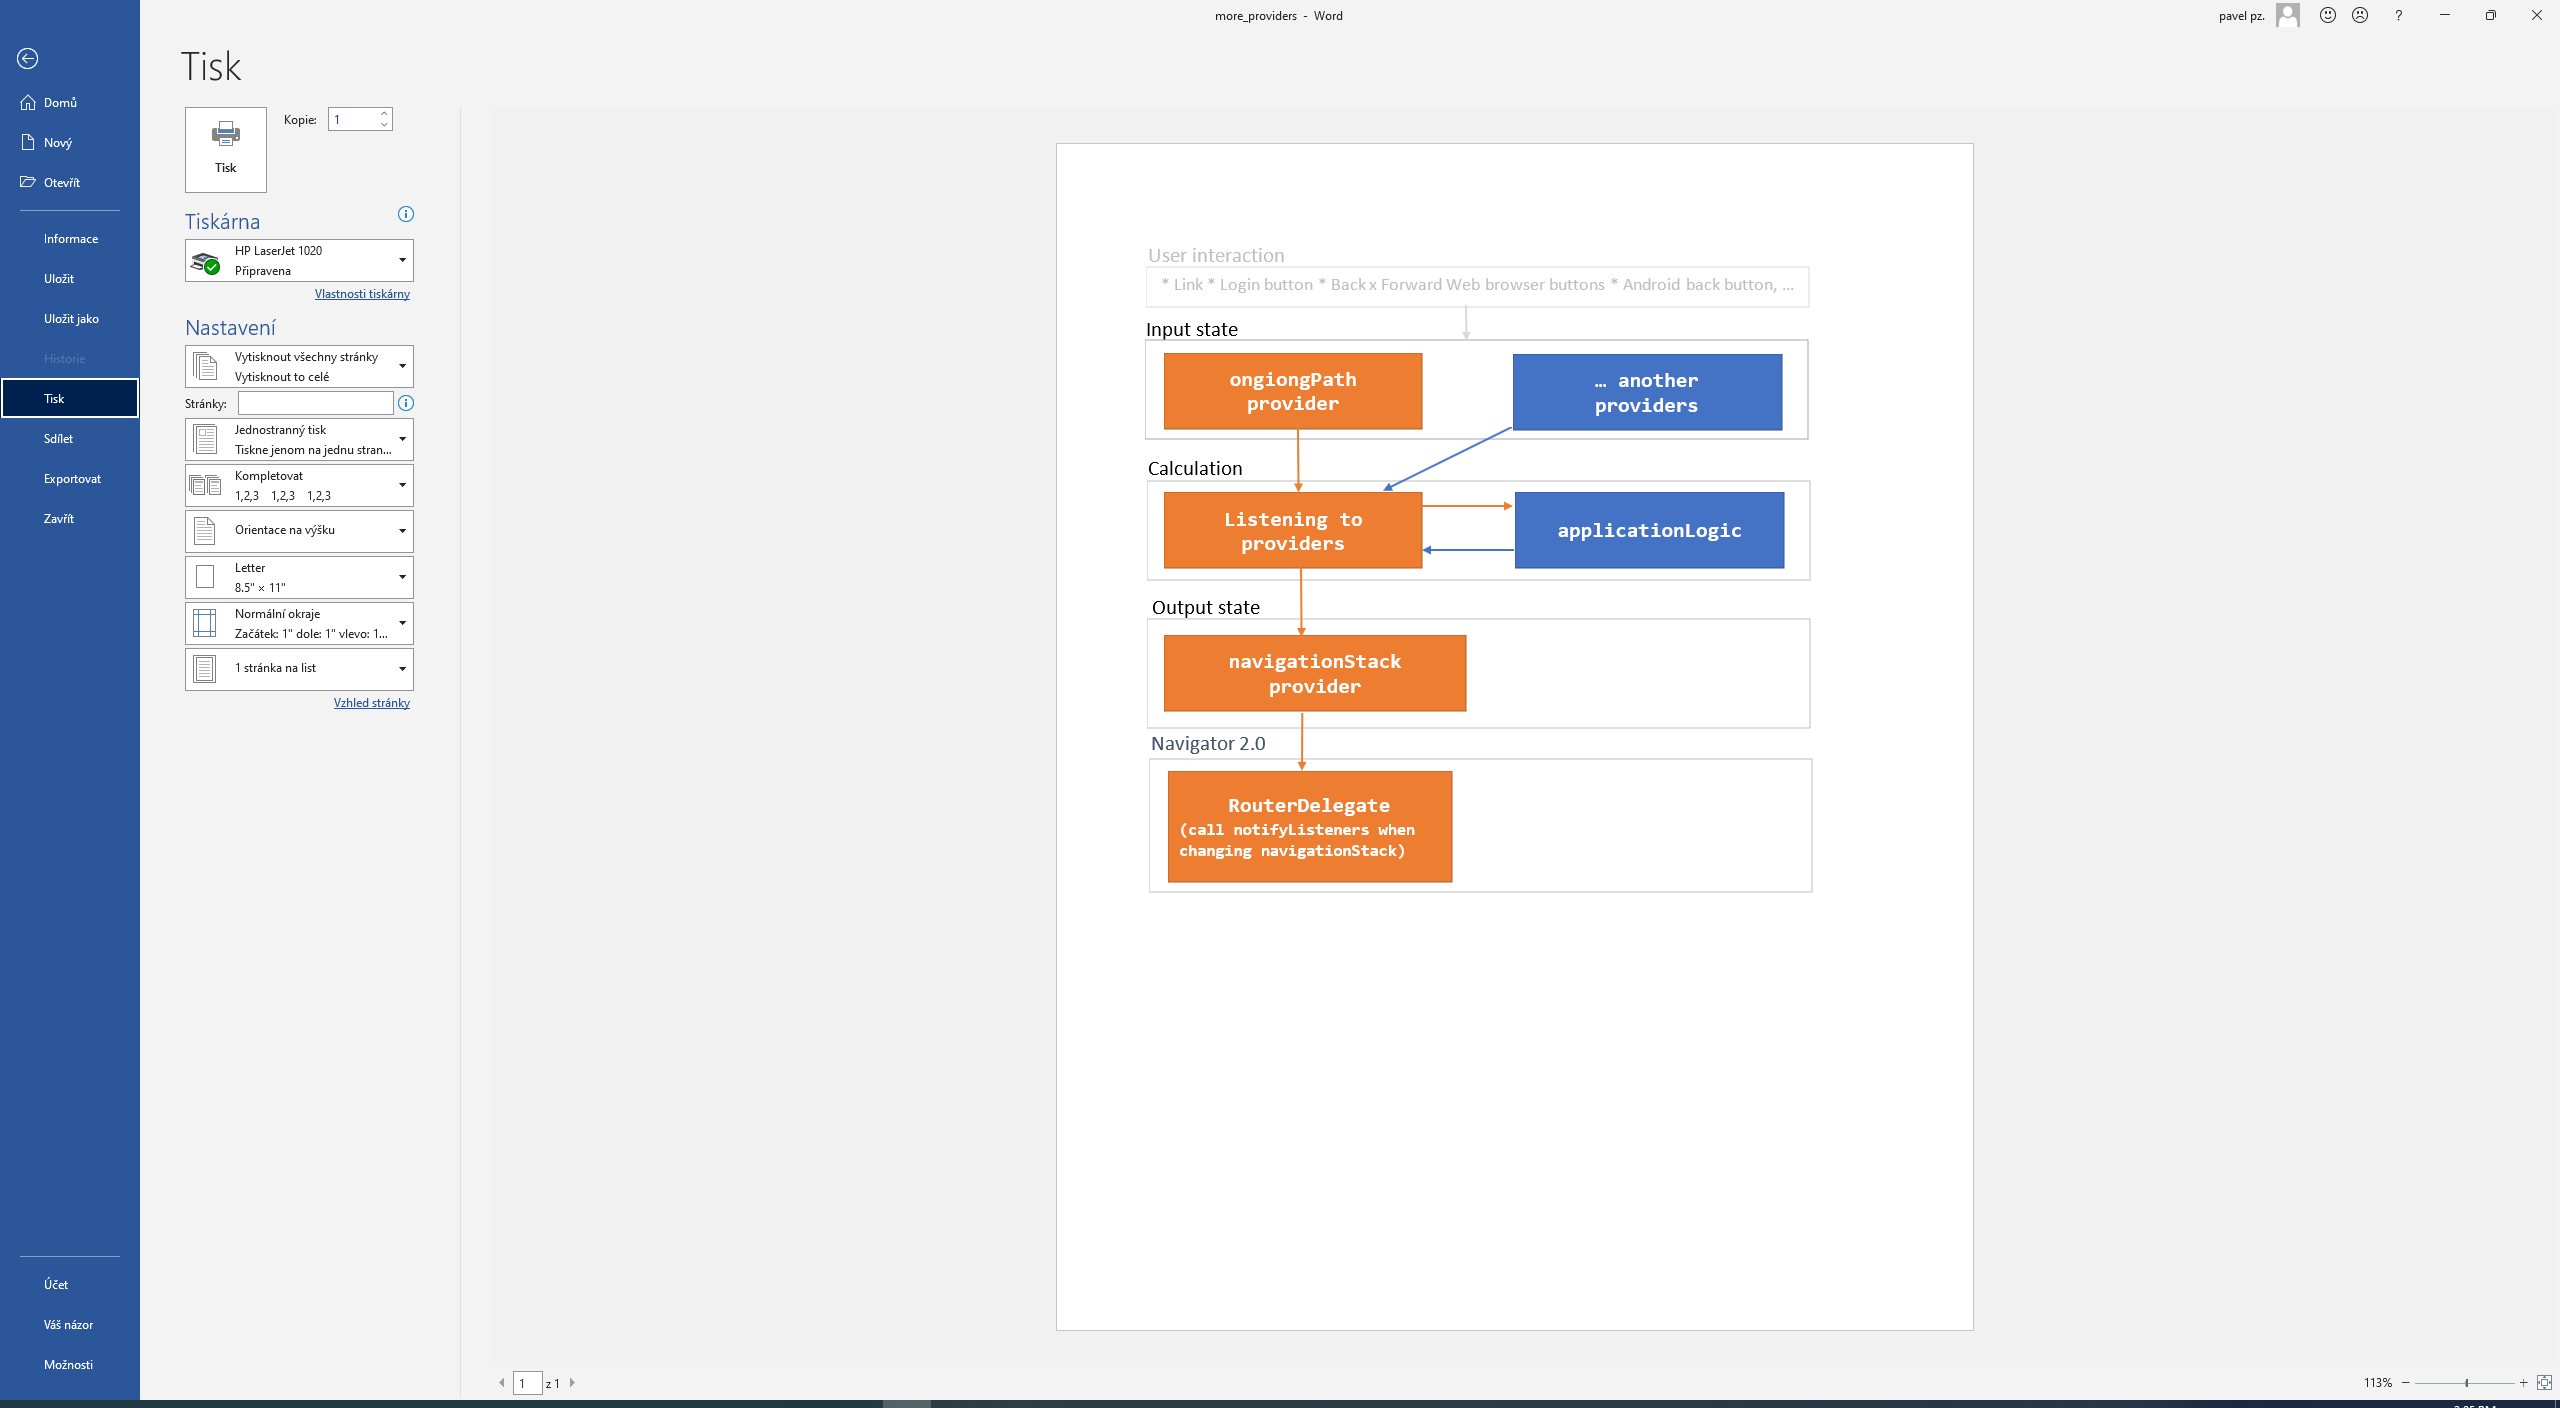 more_providers - Word
pavel pz.
?
Tisk
Domů
Nový
Otevřít
Informace
Uložit
Uložit jako
Historie
Tisk
Sdílet
Exportovat
Zavřít
Účet
Váš názor
Možnosti
Tisk
Kopie: 1
Tiskárna
HP LaserJet 1020
Připravena
Vlastnosti tiskárny
Nastavení
Vytisknout všechny stránky
Vytisknout to celé
Stránky:
Jednostranný tisk
Tiskne jenom na jednu stran...
Kompletovat
1,2,3 1,2,3 1,2,3
Orientace na výšku
Letter
8.5" × 11"
Normální okraje
Začátek: 1" dole: 1" vlevo: 1...
1 stránka na list
Vzhled stránky
User interaction
* Link * Login button * Back x Forward Web browser buttons * Android back button, ...
Input state
ongiongPath
provider
… another
providers
Calculation
Listening to
providers
applicationLogic
Output state
navigationStack
provider
Navigator 2.0
RouterDelegate
(call notifyListeners when
changing navigationStack)
1 z 1
113%